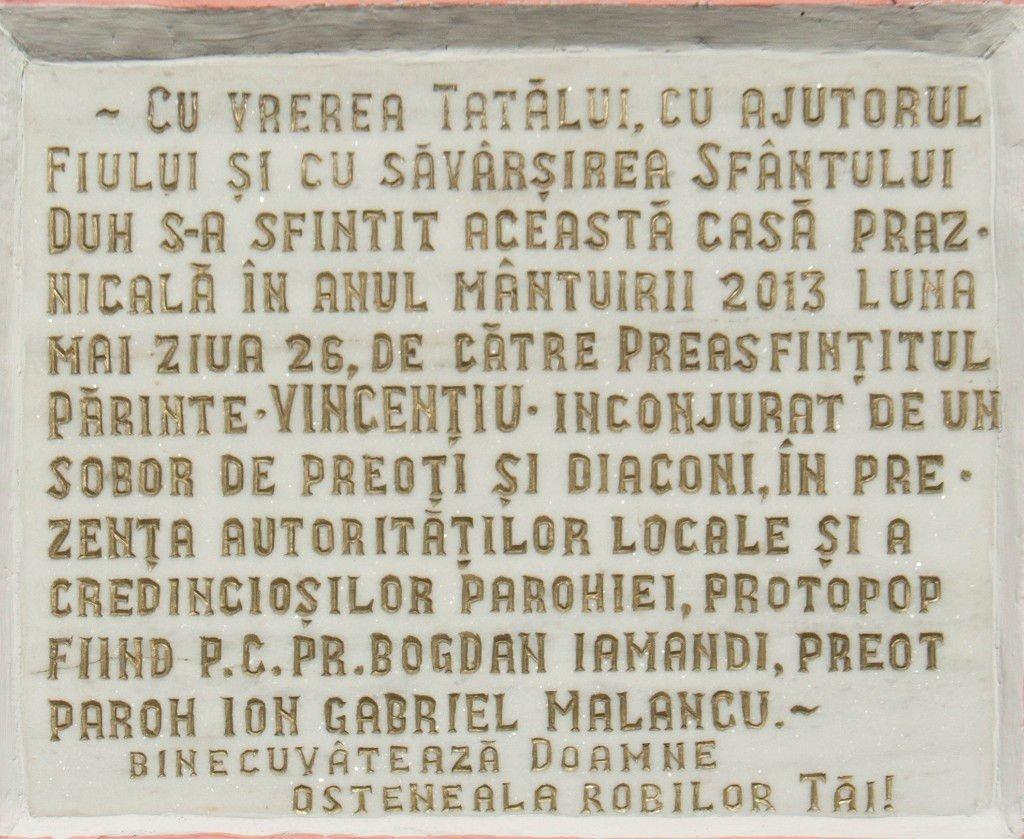 ~ CU VREREA TATĂLUI, CU AJUTORUL
FIULUI ȘI CU SĂVÂRȘIREA SFÂNTULUI
DUH S-A SFINTIT ACEASTĂ CASĂ PRAZ-
NICALĂ ÎN ANUL MÂNTUIRII 2013 LUNA
MAI ZIUA 26, DE CĂTRE PREASFINȚITUL
PĂRINTE · VINCENȚIU · INCONJURAT DE UN
SOBOR DE PREOȚI ȘI DIACONI, ÎN PRE-
ZENȚA AUTORITĂȚILOR LOCALE ȘI A
CREDINCIOȘILOR PAROHIEI, PROTOPOP
FIIND P.C. PR. BOGDAN IAMANDI, PREOT
PAROH ION GABRIEL MALANCU. ~
BINECUVÂTEAZĂ DOAMNE
OSTENEALA ROBILOR TĂI!